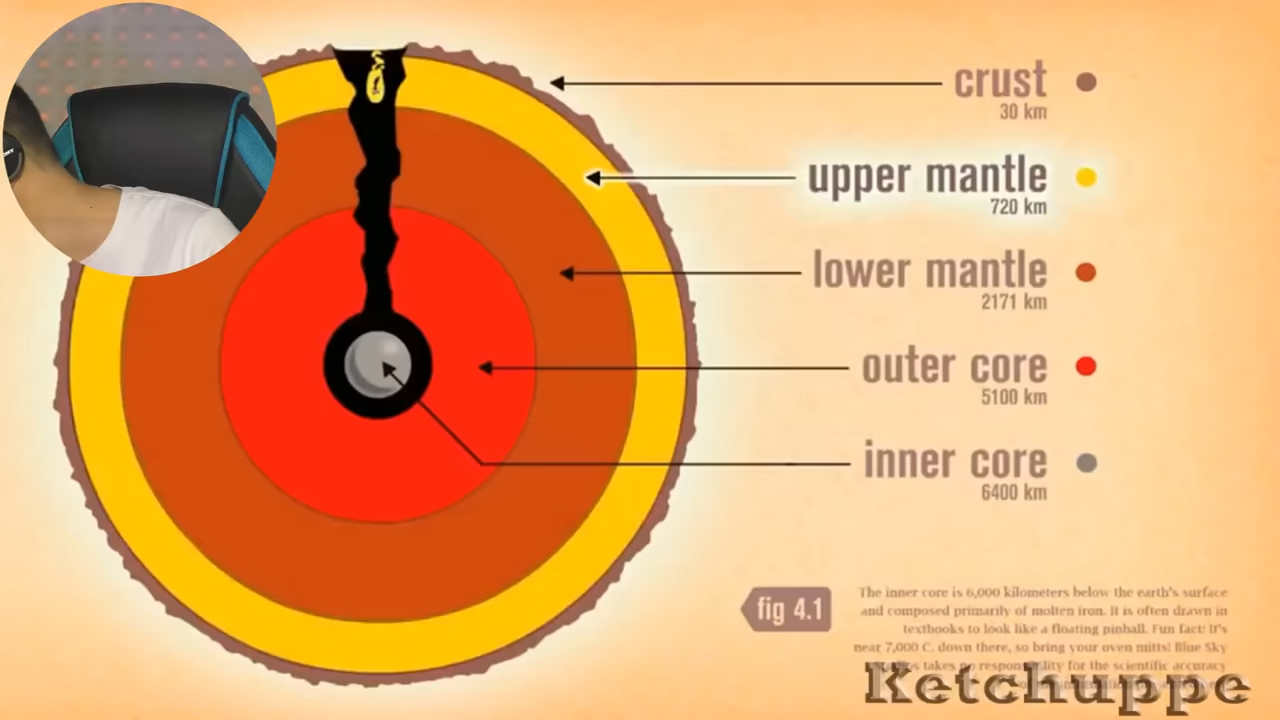 crust
30 km
upper mantle
720 km
lower mantle
2171 km
outer core
5100 km
inner core
6400 km
fig 4.1
The inner core is 6,000 kilometers below the earth's surface
and composed primarily of molten iron. It is often drawn in
textbooks to look like a floating pinball. Fun fact: It's
near 7,000 C. down there, so bring your oven mitts! Blue Sky
takes no responsibility for the scientific accuracy
Ketchuppe